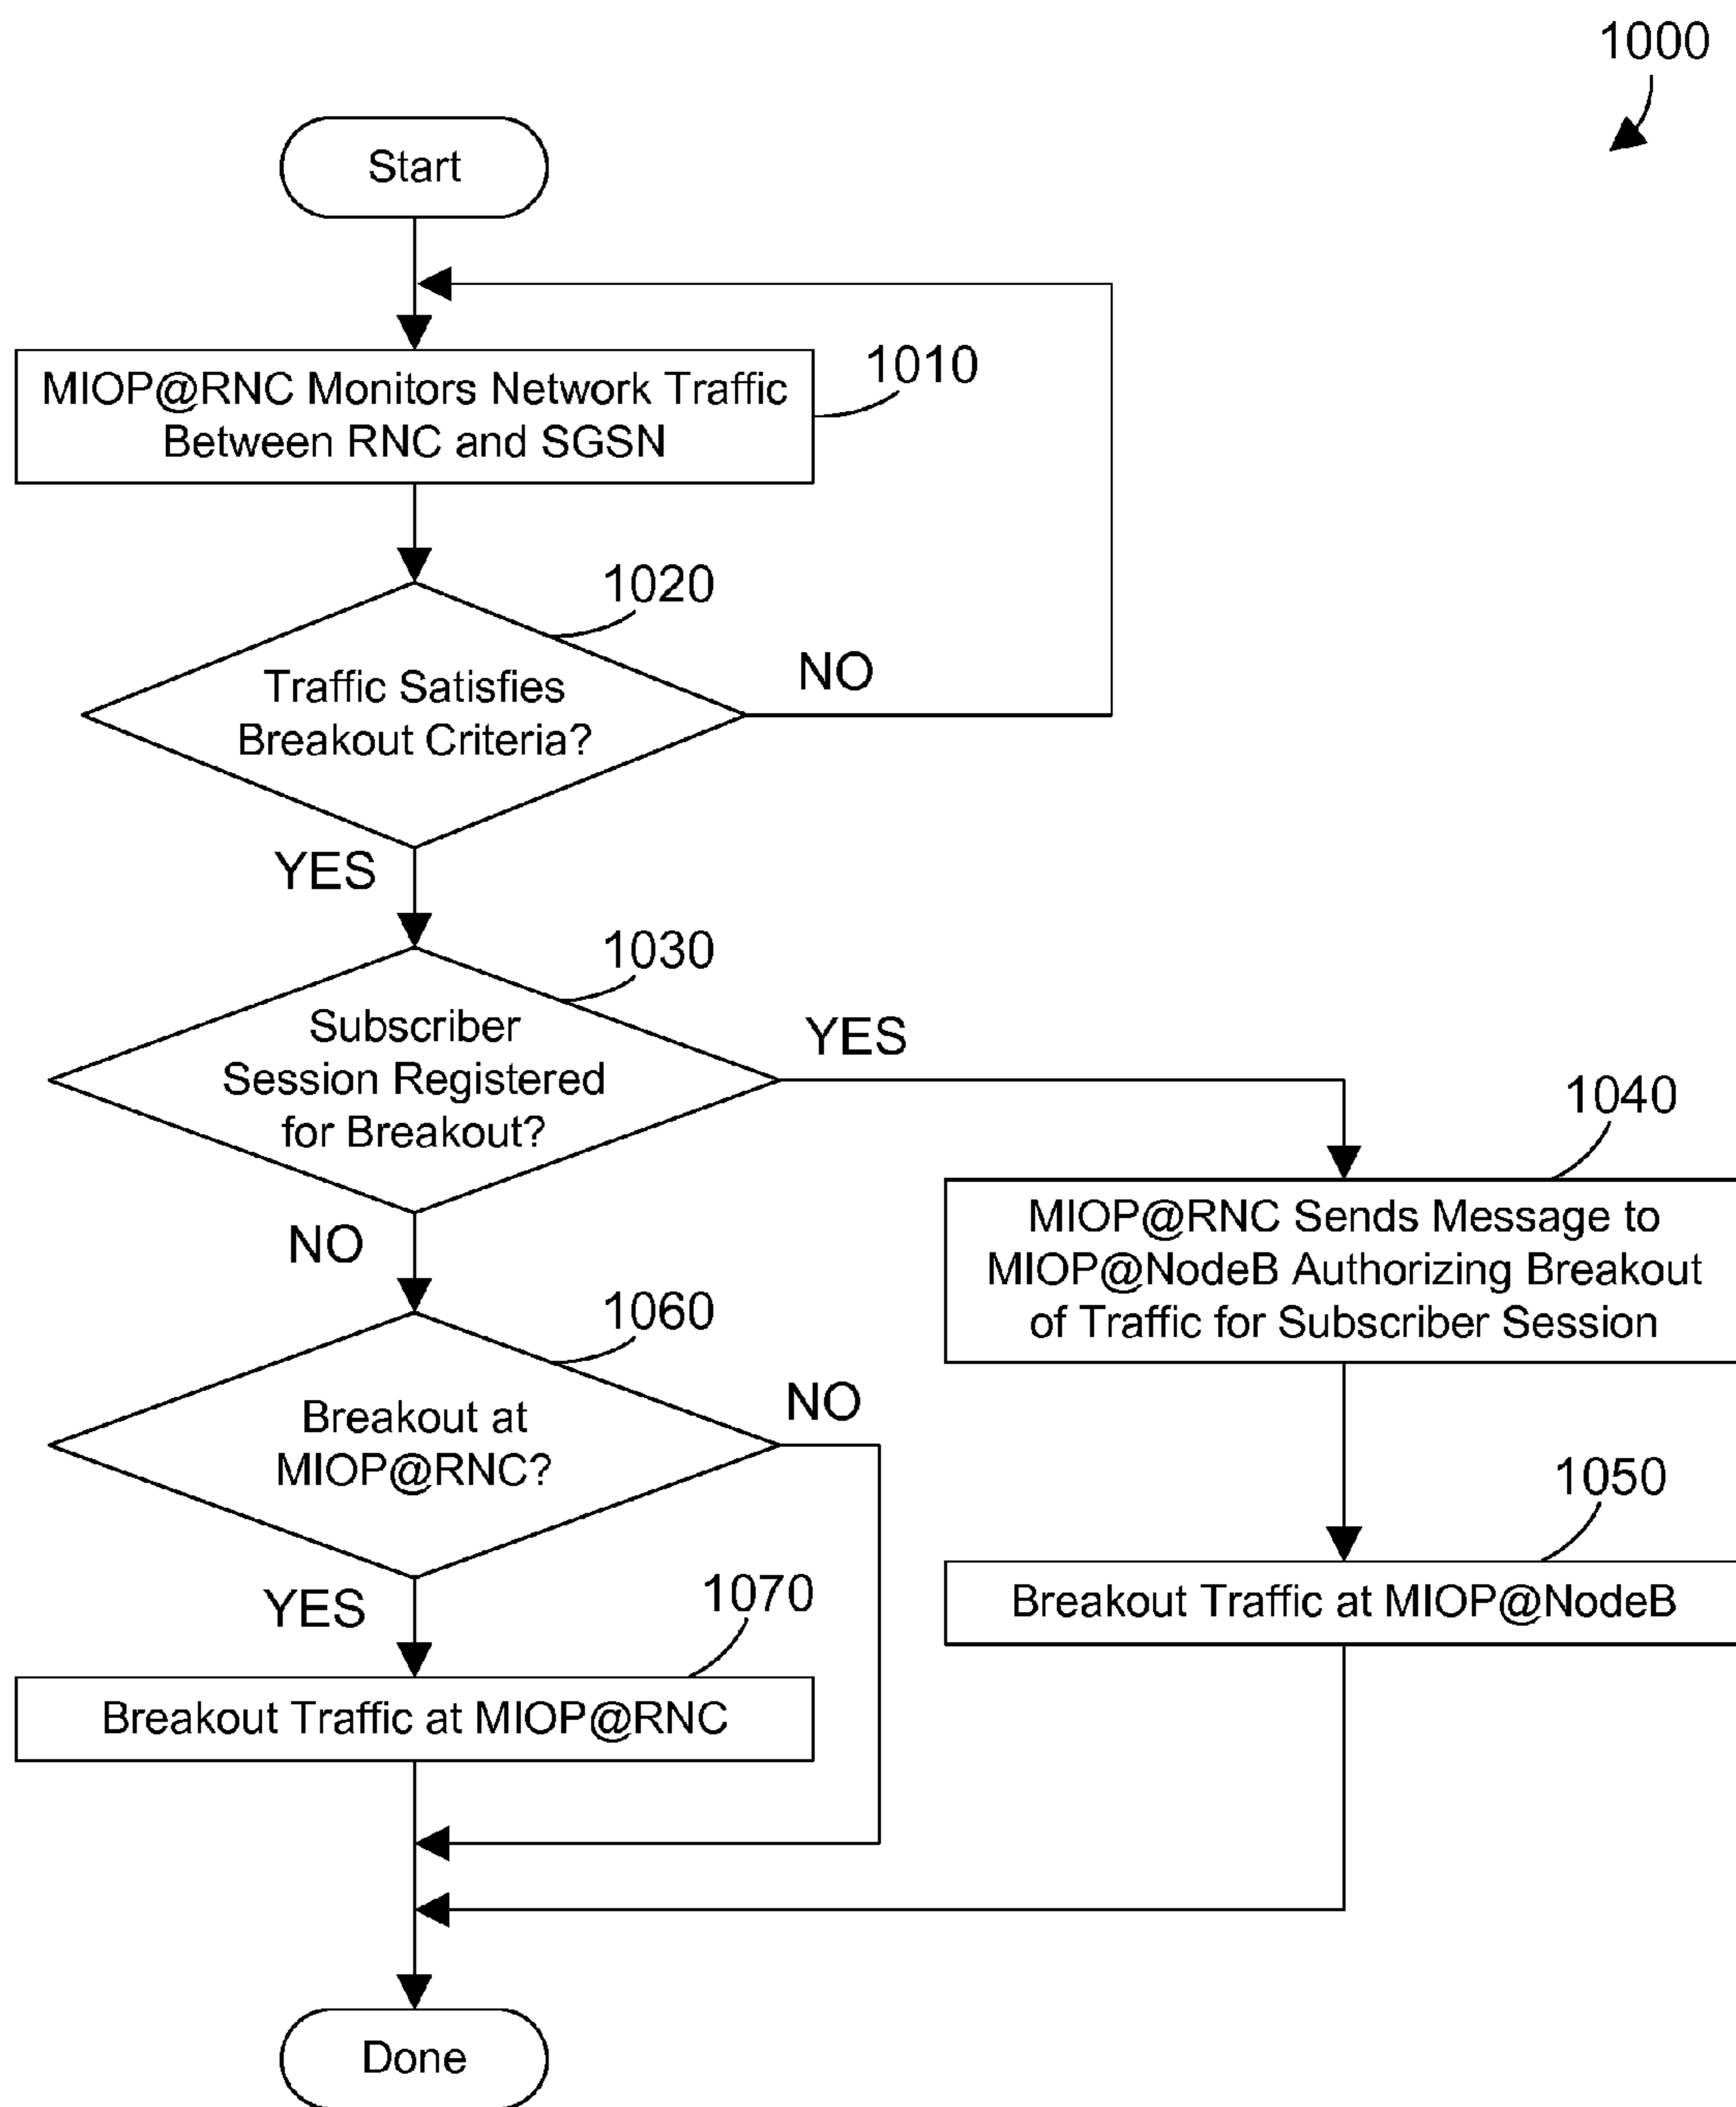 1000
Start
MIOP@RNC Monitors Network Traffic
Between RNC and SGSN
1010
1020
Traffic Satisfies
Breakout Criteria?
NO
YES
1030
Subscriber
Session Registered
for Breakout?
YES
NO
1040
MIOP@RNC Sends Message to
MIOP@NodeB Authorizing Breakout
of Traffic for Subscriber Session
1060
Breakout at
MIOP@RNC?
NO
YES
1050
Breakout Traffic at MIOP@NodeB
1070
Breakout Traffic at MIOP@RNC
Done